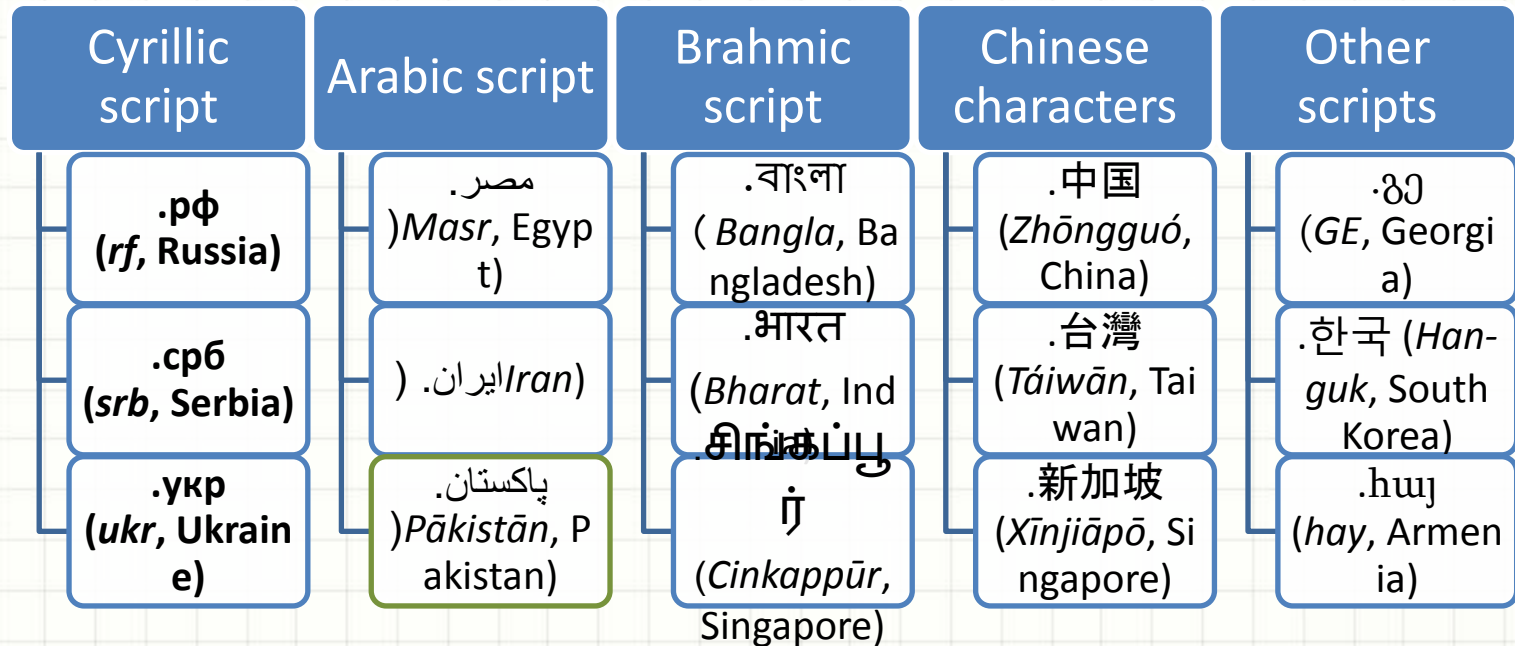 Cyrillic
script
.рф
(rf, Russia)
.срб
(srb, Serbia)
.укр
(ukr, Ukrain
e)
Arabic script
مصر.
)Masr, Egyp
t)
) .ایران Iran)
پاکستان.
)Pākistān, P
akistan)
Brahmic
script
.বাংলা
( Bangla, Ba
ngladesh)
.भारत
(Bharat, Ind
ia)
.சிங்கப்பூ
ர்
(Cinkappūr,
Singapore)
Chinese
characters
.中国
(Zhōngguó,
China)
.台灣
(Táiwān, Tai
wan)
.新加坡
(Xīnjiāpō, Si
ngapore)
Other
scripts
.გე
(GE, Georgi
a)
.한국 (Han-
guk, South
Korea)
.հայ
(hay, Armen
ia)